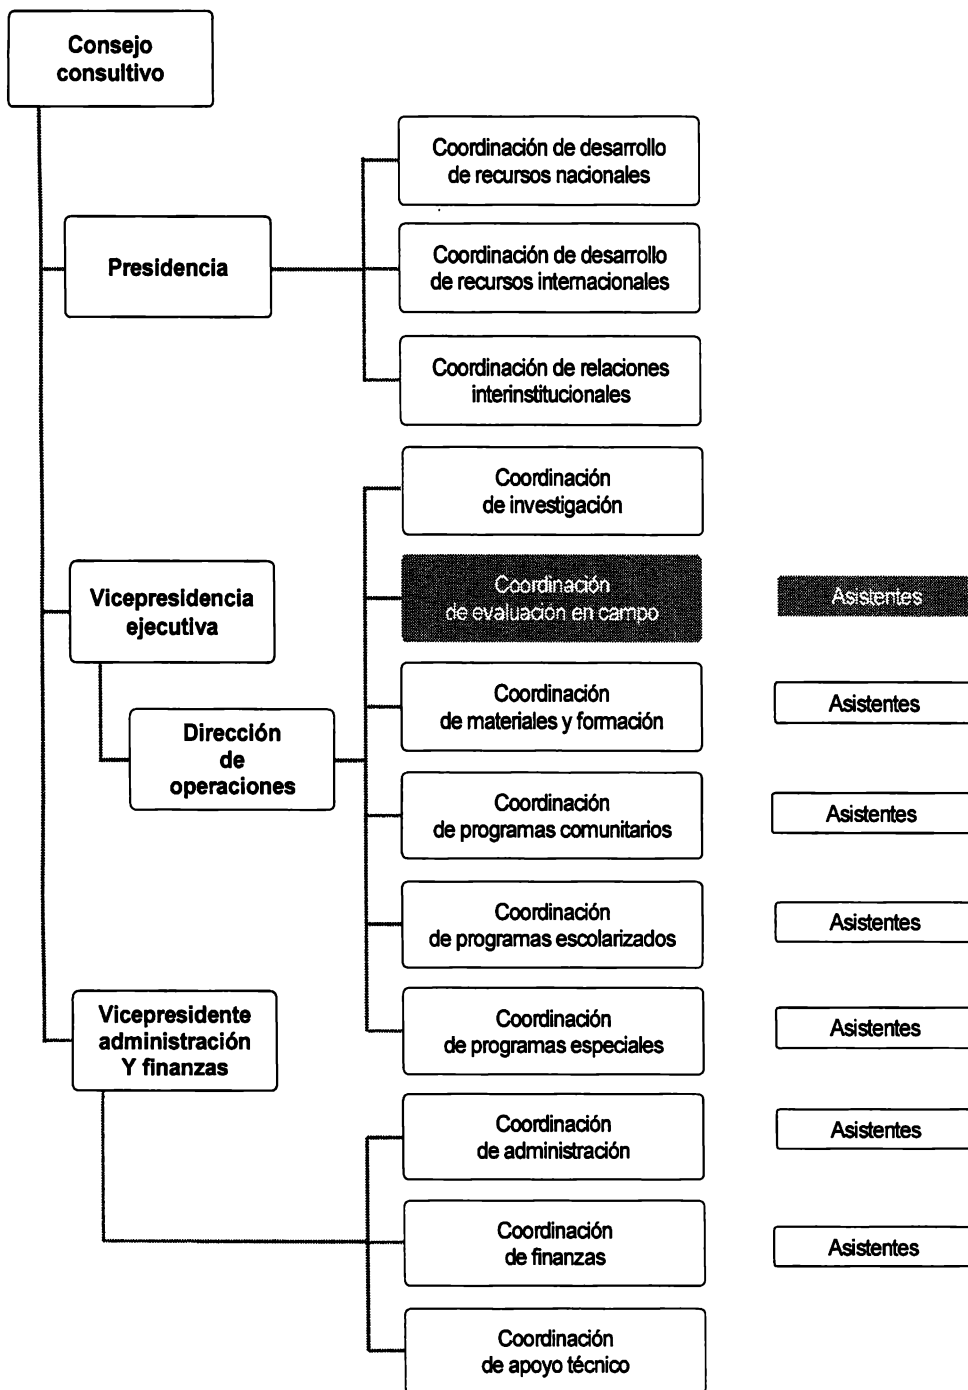 Consejo
consultivo
Coordinación de desarrollo
de recursos nacionales
Presidencia
Coordinación de desarrollo
de recursos internacionales
Coordinación de relaciones
interinstitucionales
Coordinación
de investigación
Vicepresidencia
ejecutiva
Coordinación
de evaluación en campo
Asistentes
Dirección
de
operaciones
Coordinación
de materiales y formación
Asistentes
Coordinación
de programas comunitarios
Asistentes
Coordinación
de programas escolarizados
Asistentes
Vicepresidente
administración
Y finanzas
Coordinación
de programas especiales
Asistentes
Coordinación
de administración
Asistentes
Coordinación
de finanzas
Asistentes
Coordinación
de apoyo técnico